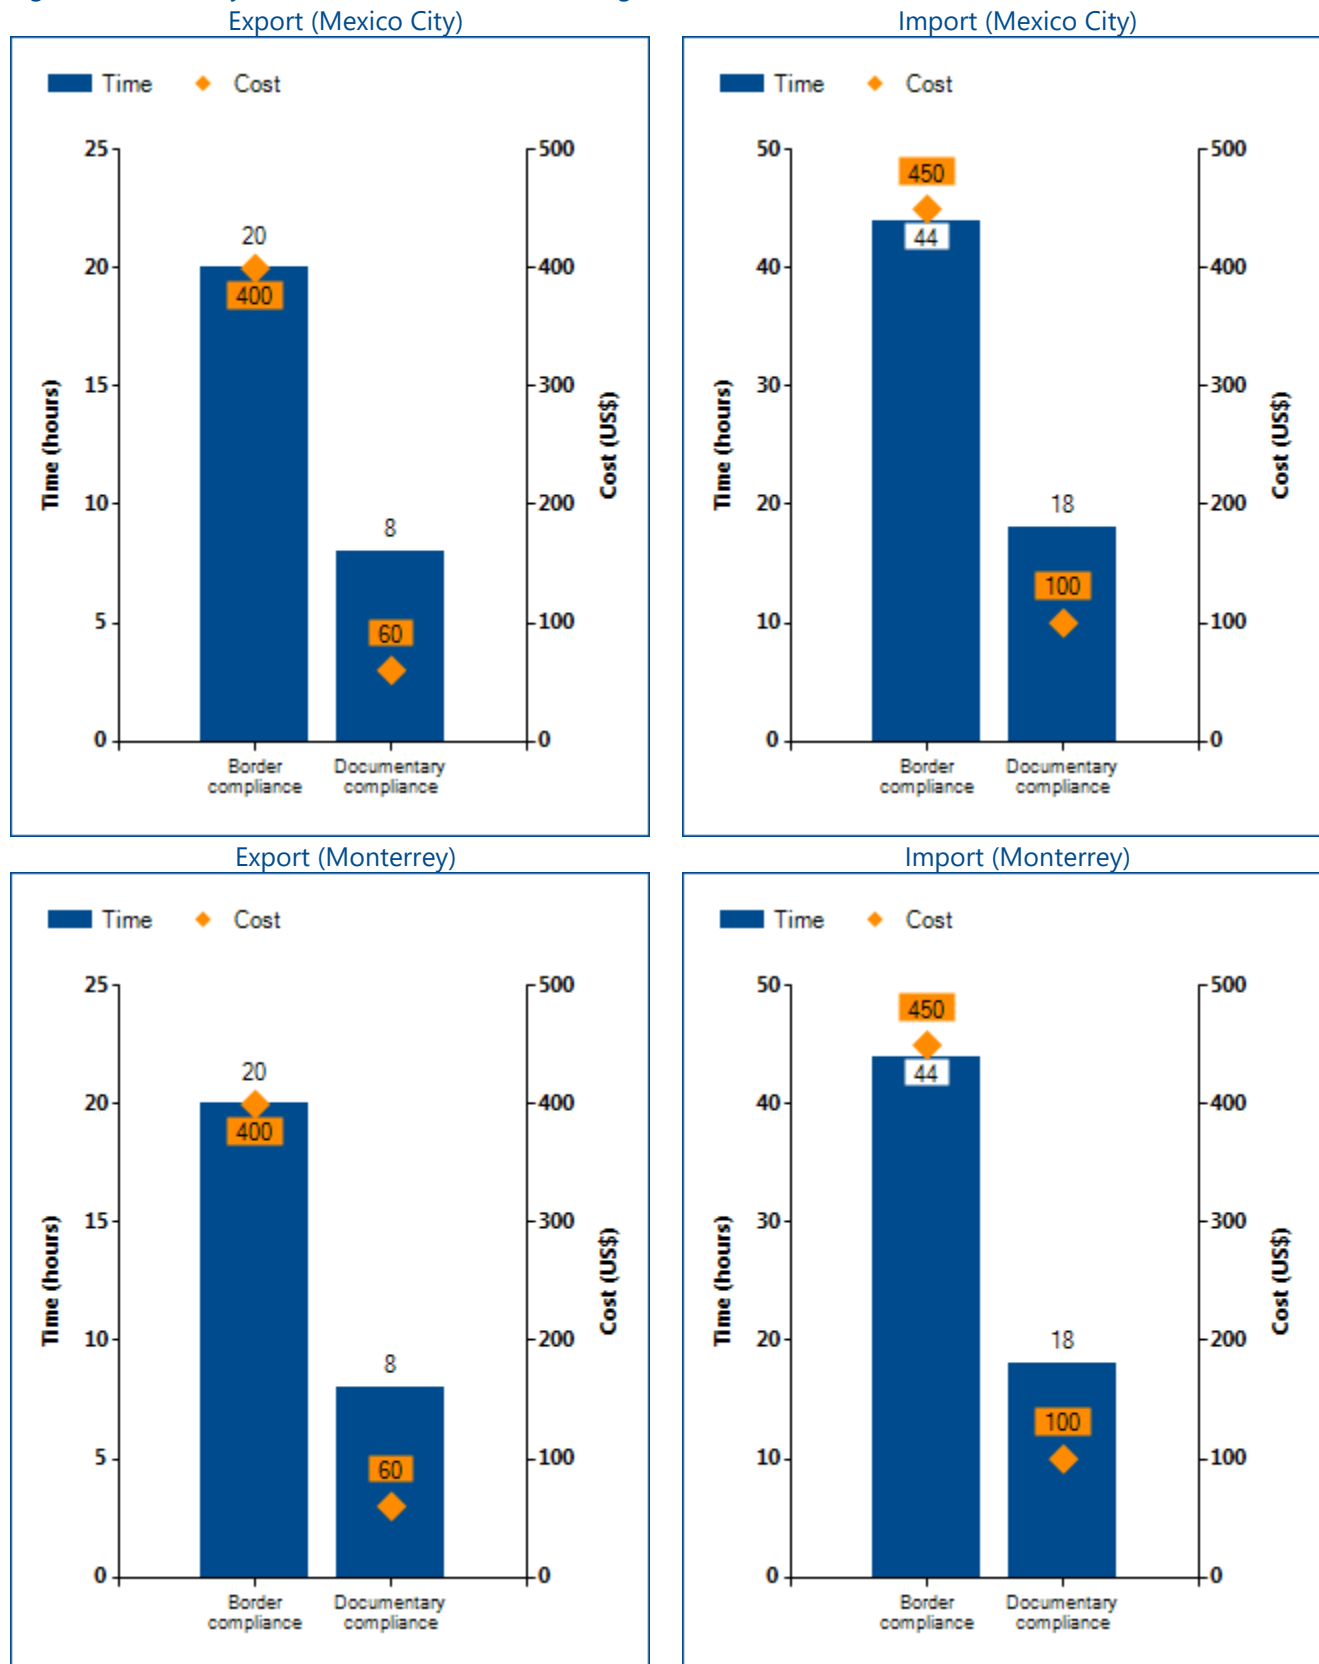 Export (Mexico City)
Time Cost
25 500
20
20 400
400
15 300
Time (hours)
Cost (US$)
10 200
8
5 100
60
0 0
Border Documentary
compliance compliance
Import (Mexico City)
Time Cost
50 500
450
44
40 400
30 300
Time (hours)
Cost (US$)
20 18 200
100
10 100
0 0
Border Documentary
compliance compliance
Export (Monterrey)
Time Cost
25 500
20
20 400
400
15 300
Time (hours)
Cost (US$)
10 200
8
5 100
60
0 0
Border Documentary
compliance compliance
Import (Monterrey)
Time Cost
50 500
450
44
40 400
30 300
Time (hours)
Cost (US$)
20 18 200
100
10 100
0 0
Border Documentary
compliance compliance